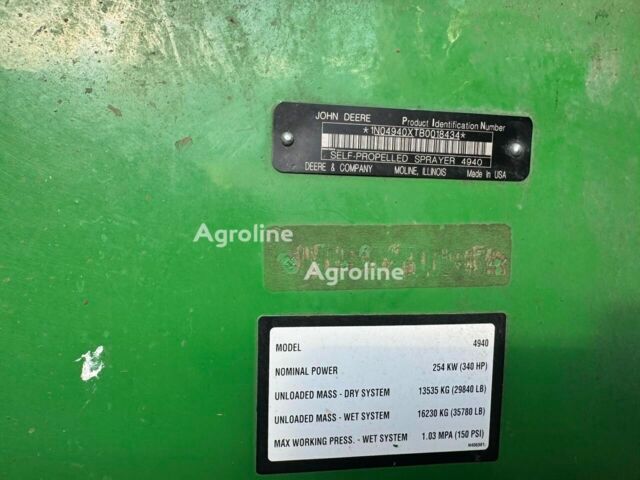 JOHN DEERE Product Identification Number
*1N04940XTB0018434*
SELF-PROPELLED SPRAYER 4940
DEERE & COMPANY MOLINE, ILLINOIS Made in USA
Agroline
Agroline
MODEL 4940
NOMINAL POWER 254 KW (340 HP)
UNLOADED MASS - DRY SYSTEM 13535 KG (29840 LB)
UNLOADED MASS - WET SYSTEM 16230 KG (35780 LB)
MAX WORKING PRESS. - WET SYSTEM 1.03 MPA (150 PSI)